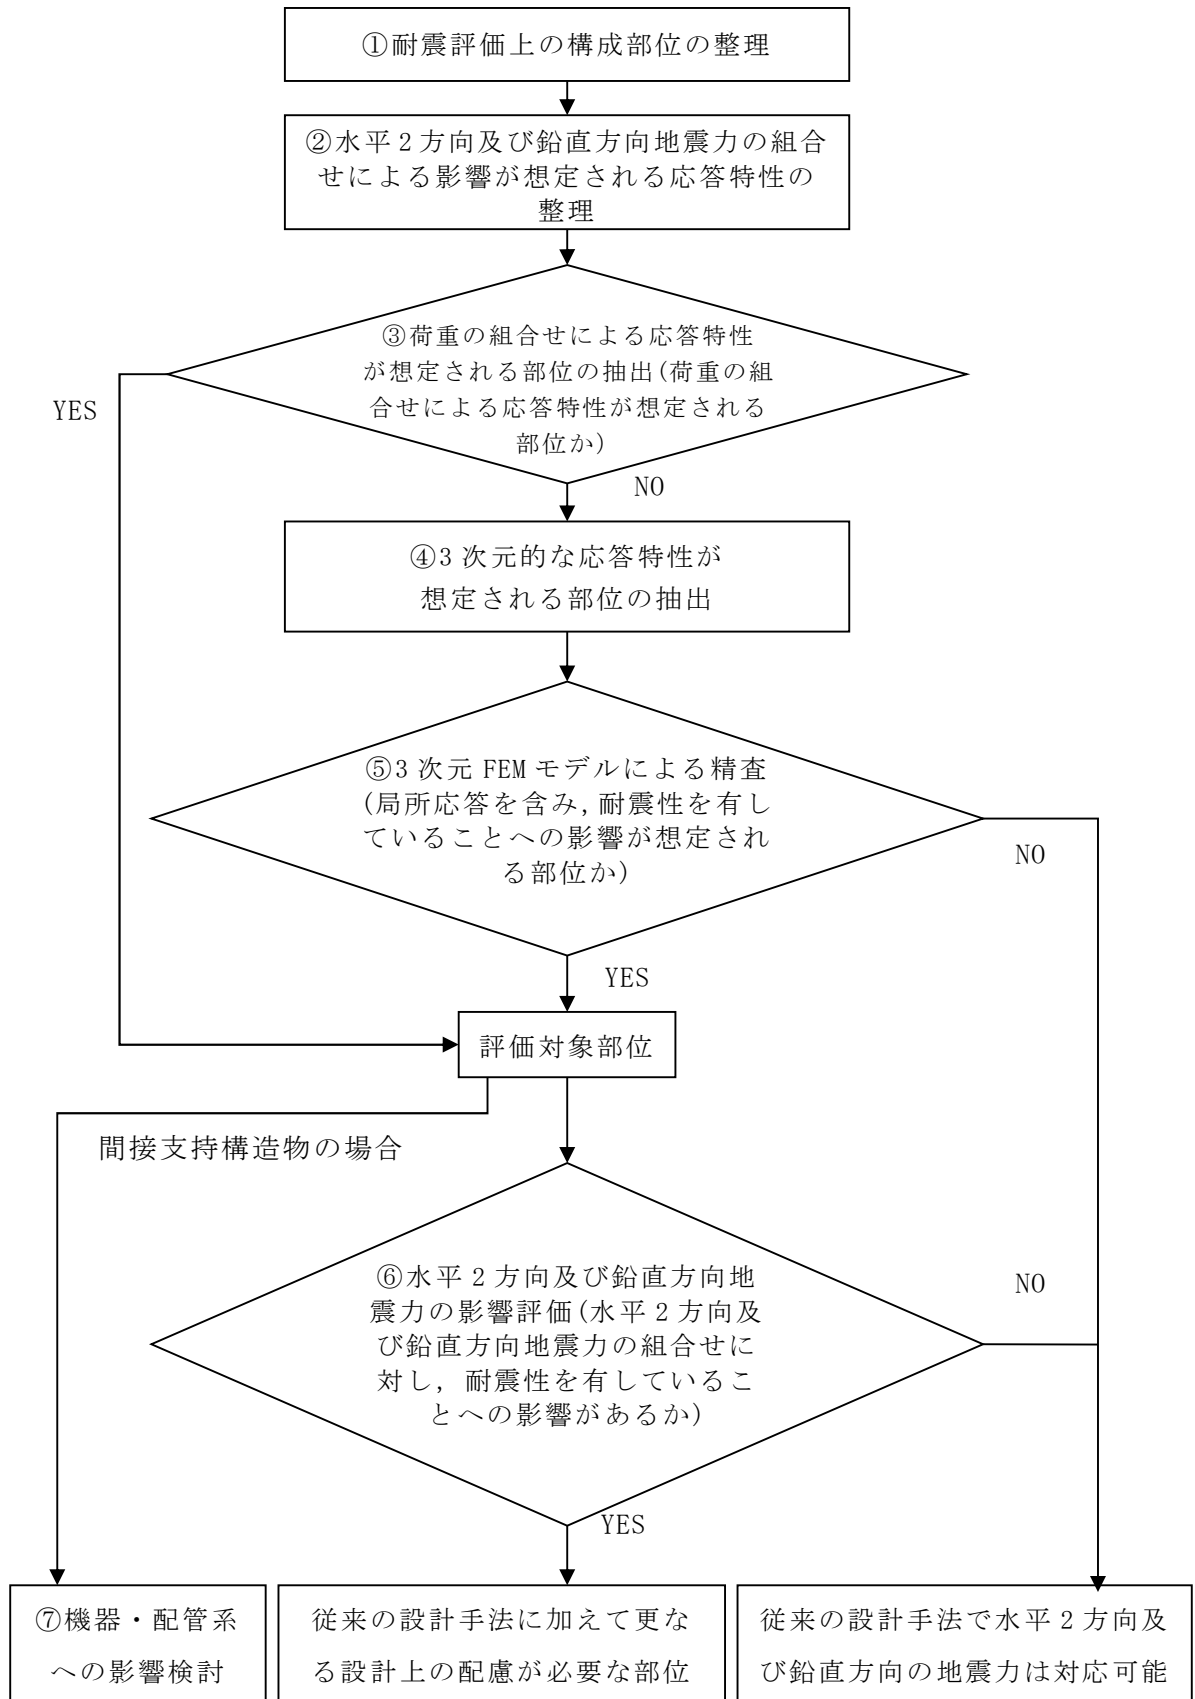 ①耐震評価上の構成部位の整理
②水平2方向及び鉛直方向地震力の組合
せによる影響が想定される応答特性の
整理
③荷重の組合せによる応答特性
が想定される部位の抽出(荷重の組
合せによる応答特性が想定される
部位か)
YES
NO
④3次元的な応答特性が
想定される部位の抽出
⑤3次元 FEM モデルによる精査
(局所応答を含み,耐震性を有し
ていることへの影響が想定され
る部位か)
NO
YES
評価対象部位
間接支持構造物の場合
⑥水平2方向及び鉛直方向地
震力の影響評価(水平2方向及
び鉛直方向地震力の組合せに
対し,耐震性を有しているこ
とへの影響があるか)
NO
YES
⑦機器・配管系
への影響検討
従来の設計手法に加えて更な
る設計上の配慮が必要な部位
従来の設計手法で水平2方向及
び鉛直方向の地震力は対応可能